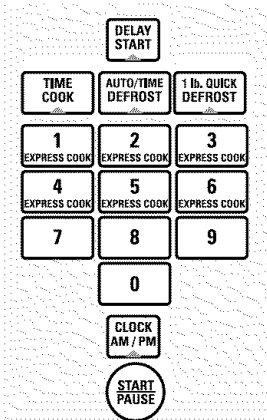 DELAY
START
TIME
COOK
AUTO/TIME
DEFROST
1 lb. QUICK
DEFROST
1
EXPRESS COOK
2
EXPRESS COOK
3
EXPRESS COOK
4
EXPRESS COOK
5
EXPRESS COOK
6
EXPRESS COOK
7
8
9
0
CLOCK
AM / PM
START
PAUSE